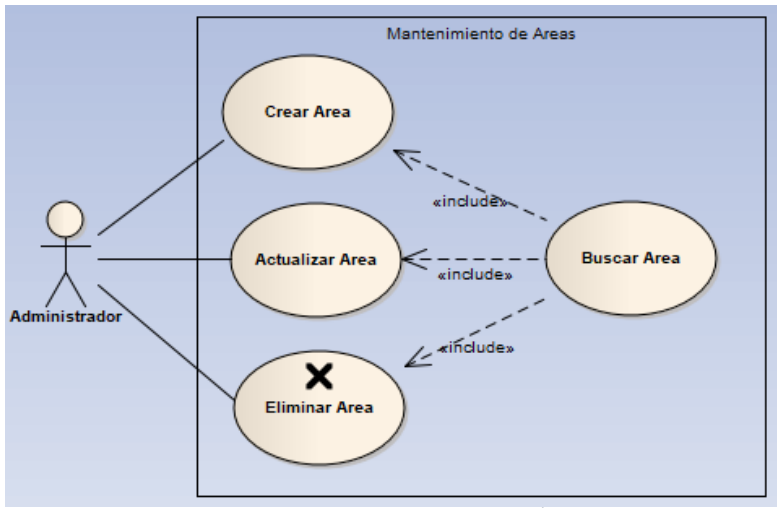 Mantenimiento de Areas
Crear Area
«include»
Actualizar Area
Buscar Area
«include»
Administrador
«include»
Eliminar Area